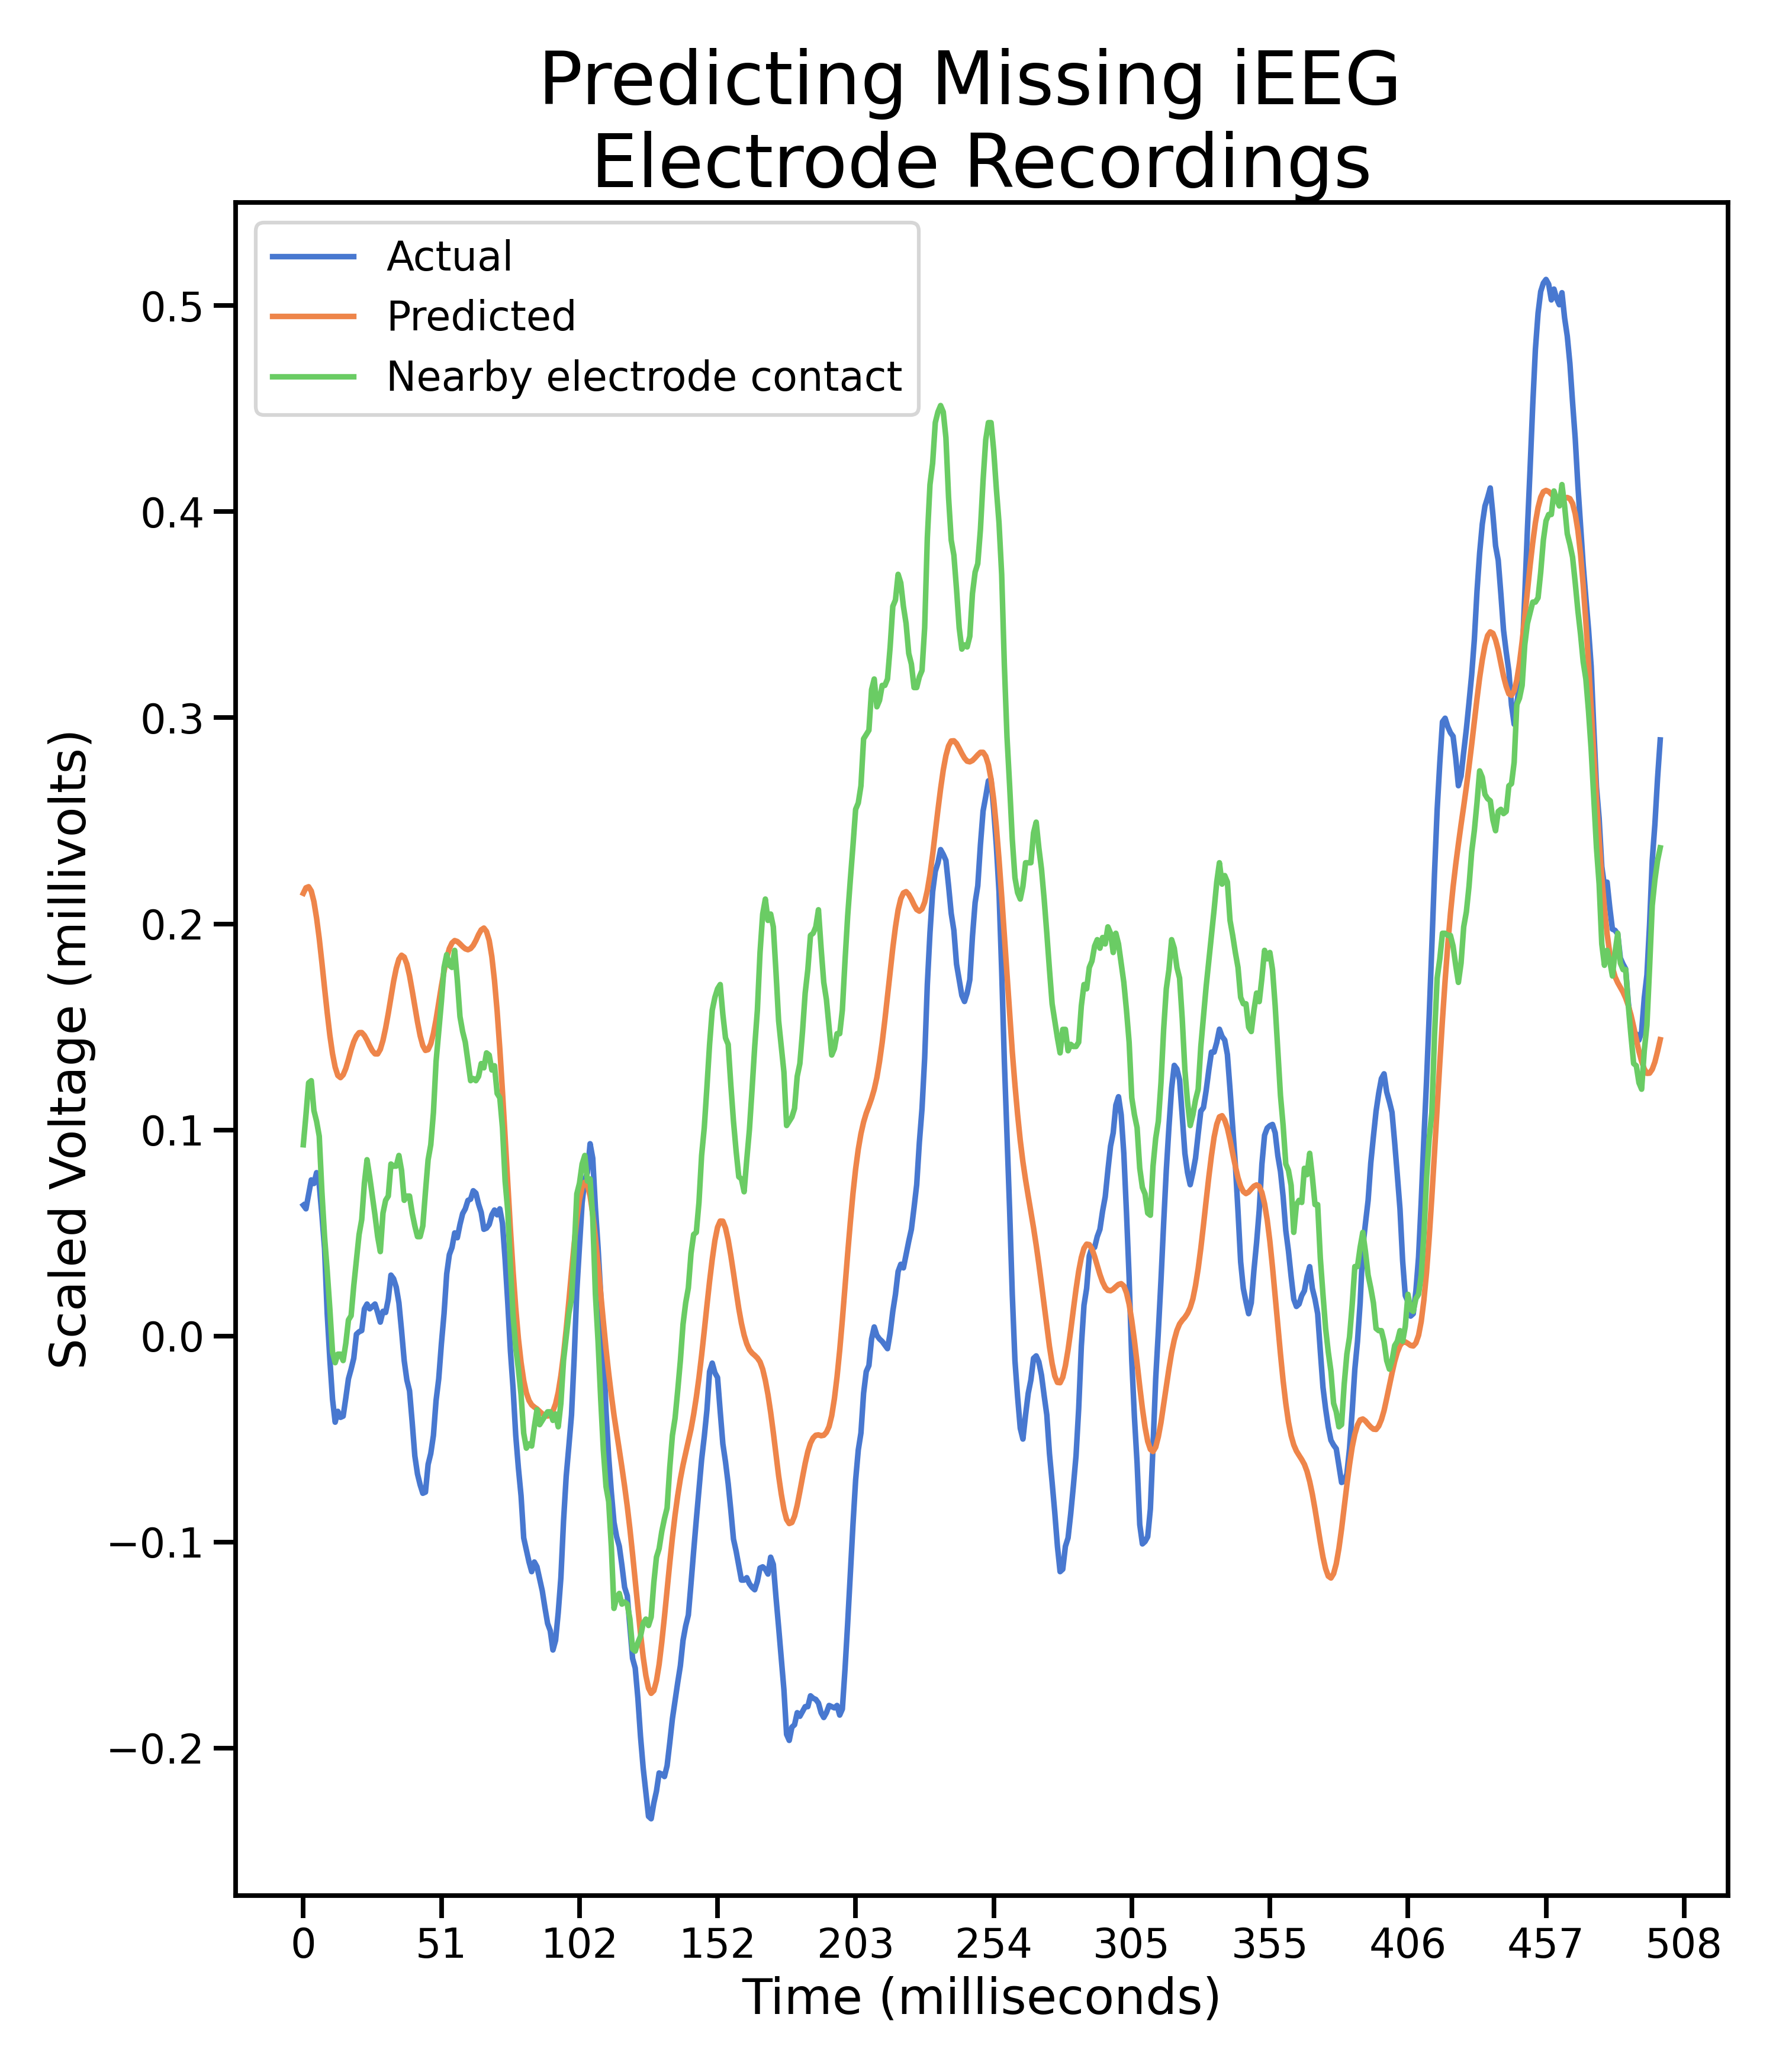 Predicting Missing iEEG
Electrode Recordings
Actual
Predicted
Nearby electrode contact
Scaled Voltage (millivolts)
0.5
0.4
0.3
0.2
0.1
0.0
−0.1
−0.2
0 51 102 152 203 254 305 355 406 457 508
Time (milliseconds)